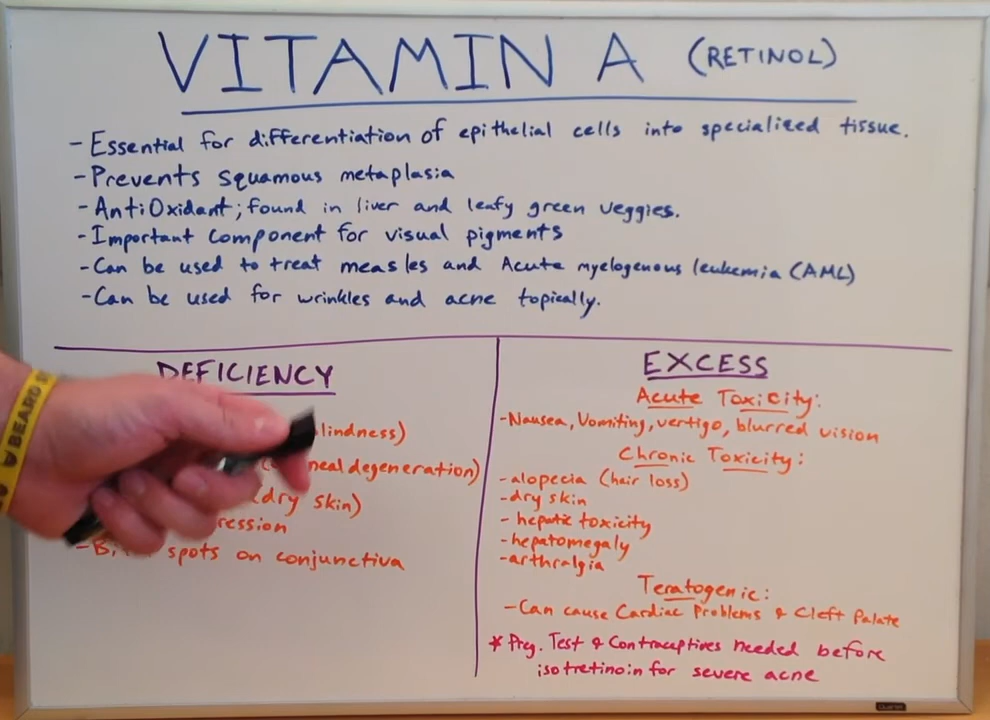 VITAMIN A (RETINOL)
- Essential for differentiation of epithelial cells into specialized tissue.
- Prevents squamous metaplasia
- AntiOxidant; found in liver and leafy green veggies.
- Important component for visual pigments
- Can be used to treat measles and Acute myelogenous leukemia (AML)
- Can be used for wrinkles and acne topically.
DEFICIENCY
lindness)
neal degeneration)
(dry skin)
ression
- B, spots on conjunctiva
EXCESS
Acute Toxicity:
- Nausea, Vomiting, vertigo, blurred vision
Chronic Toxicity:
- alopecia (hair loss)
- dry skin
- hepatic toxicity
- hepatomegaly
- arthralgia
Teratogenic:
- Can cause Cardiac Problems & Cleft Palate
* Preg. Test & Contraceptives needed before
isotretinoin for severe acne
BEARD